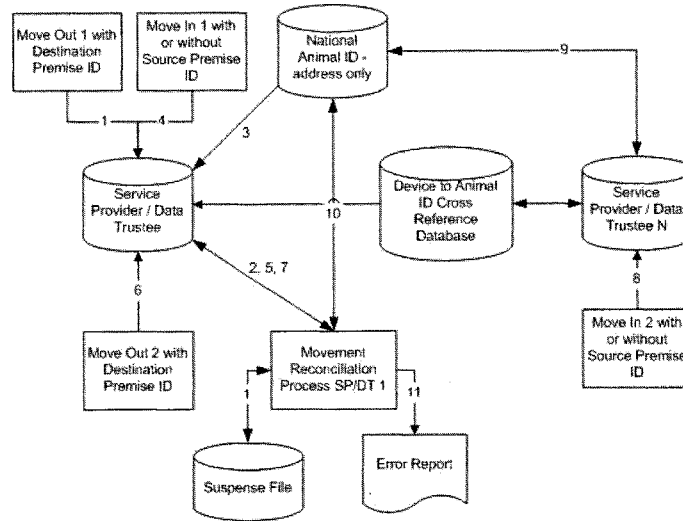 Move Out 1 with
Destination
Premise ID
Move In 1 with
or without
Source Premise
ID
National
Animal ID -
address only
9
1
4
3
Service
Provider / Data
Trustee
10
Device to Animal
ID Cross
Reference
Database
Service
Provider / Data
Trustee N
2, 5, 7
6
8
Move Out 2 with
Destination
Premise ID
Movement
Reconciliation
Process SP/DT 1
Move In 2 with
or without
Source Premise
ID
1
11
Suspense File
Error Report